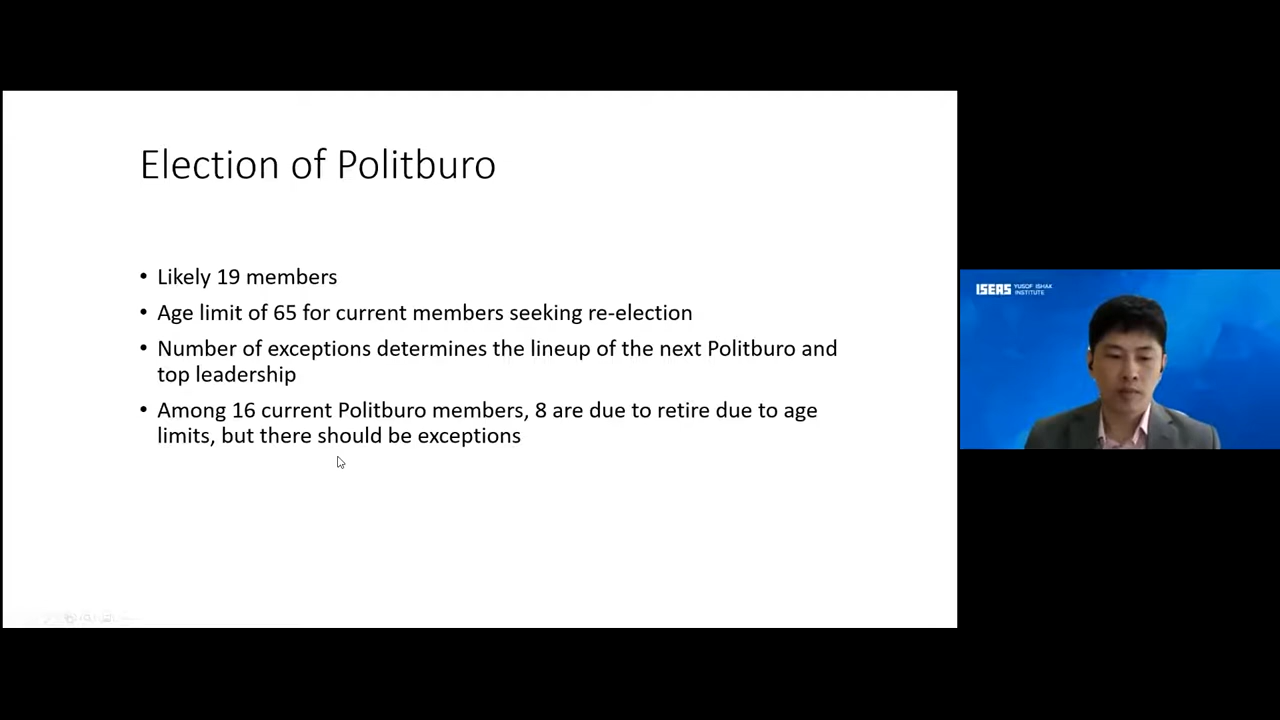 Election of Politburo
• Likely 19 members
• Age limit of 65 for current members seeking re-election
• Number of exceptions determines the lineup of the next Politburo and
top leadership
• Among 16 current Politburo members, 8 are due to retire due to age
limits, but there should be exceptions
ISEAS YUSOF ISHAK
INSTITUTE